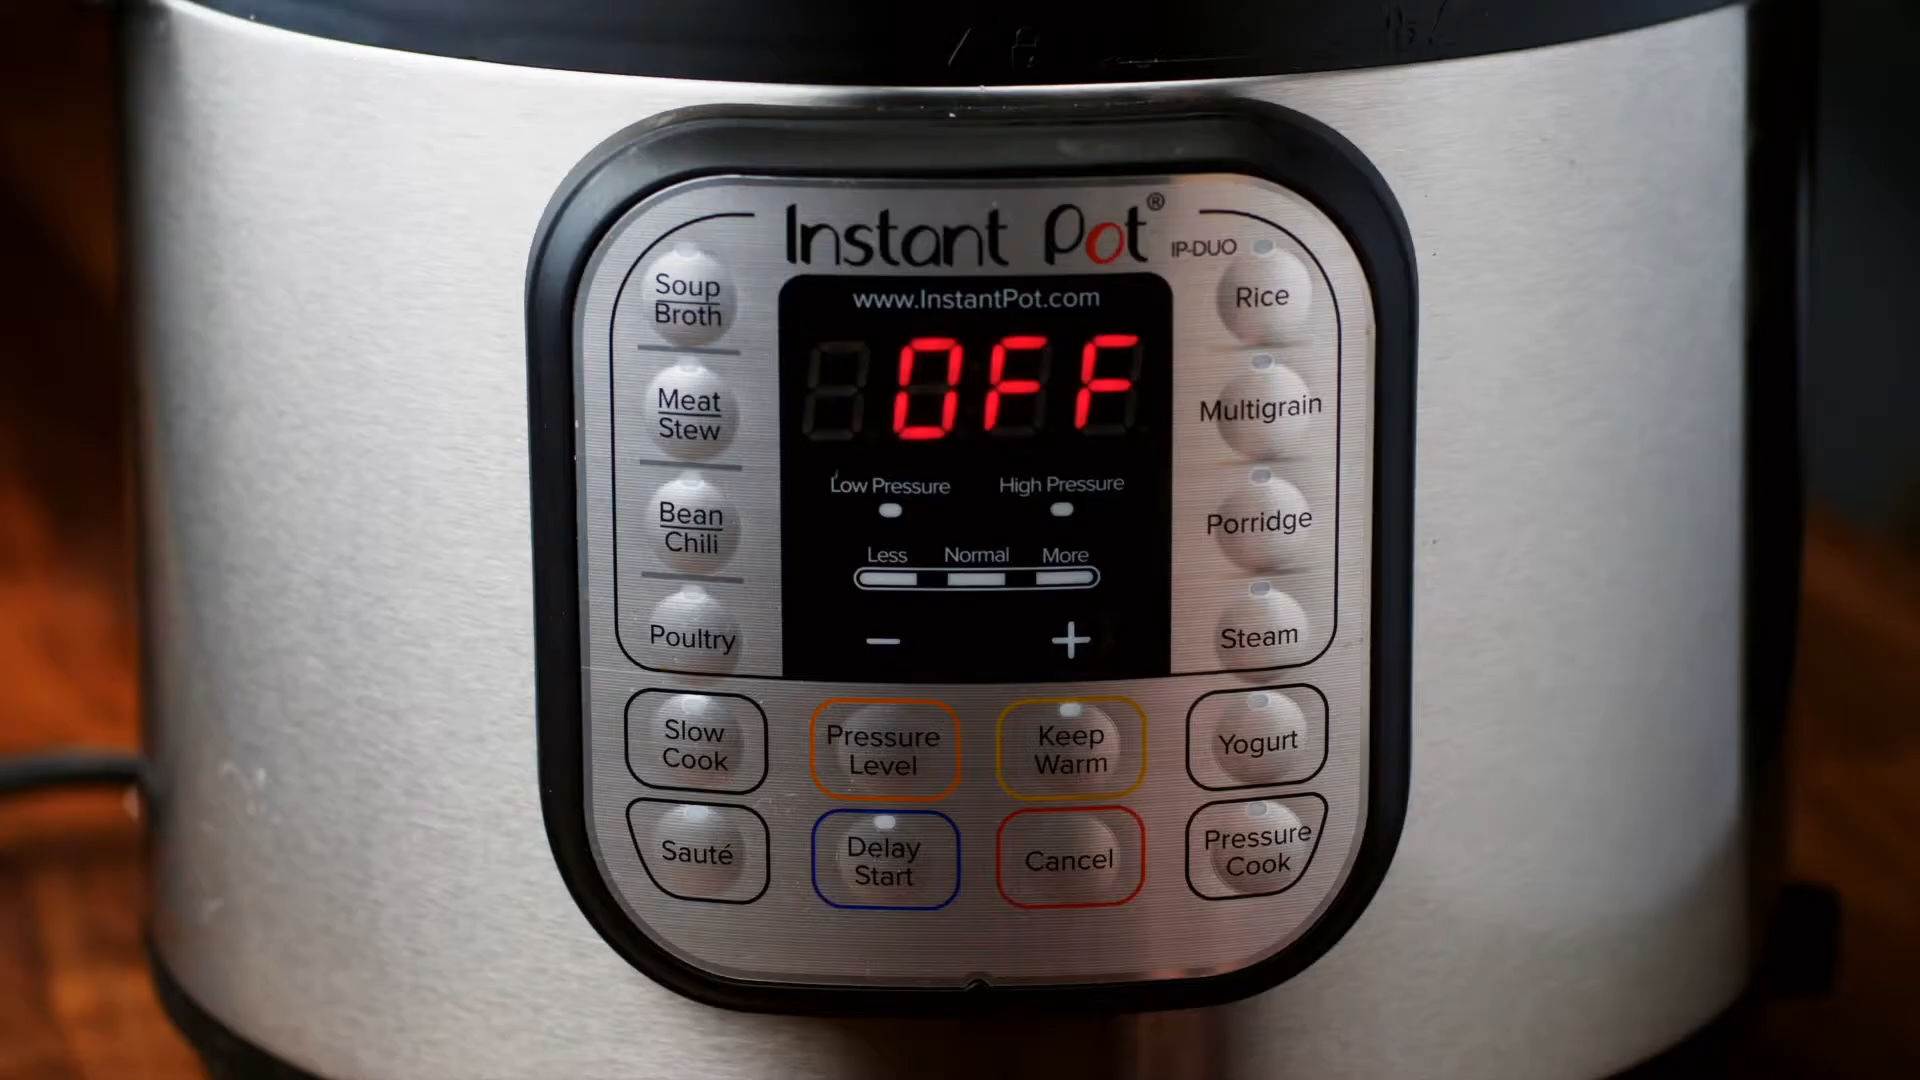 Instant Pot®
IP-DUO
www.InstantPot.com
OFF
Low Pressure
High Pressure
Less
Normal
More
−
+
Soup
Broth
Meat
Stew
Bean
Chili
Poultry
Rice
Multigrain
Porridge
Steam
Slow
Cook
Pressure
Level
Keep
Warm
Yogurt
Sauté
Delay
Start
Cancel
Pressure
Cook